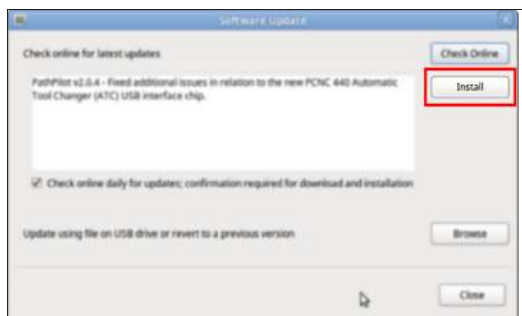 Software Update
Check online for latest updates
Check Online
PathPilot v2.0.4 - Fixed additional issues in relation to the new PCNC 440 Automatic
Tool Changer (ATC) USB interface chip.
Install
Check online daily for updates; confirmation required for download and installation
Update using file on USB drive or revert to a previous version
Browse
Close